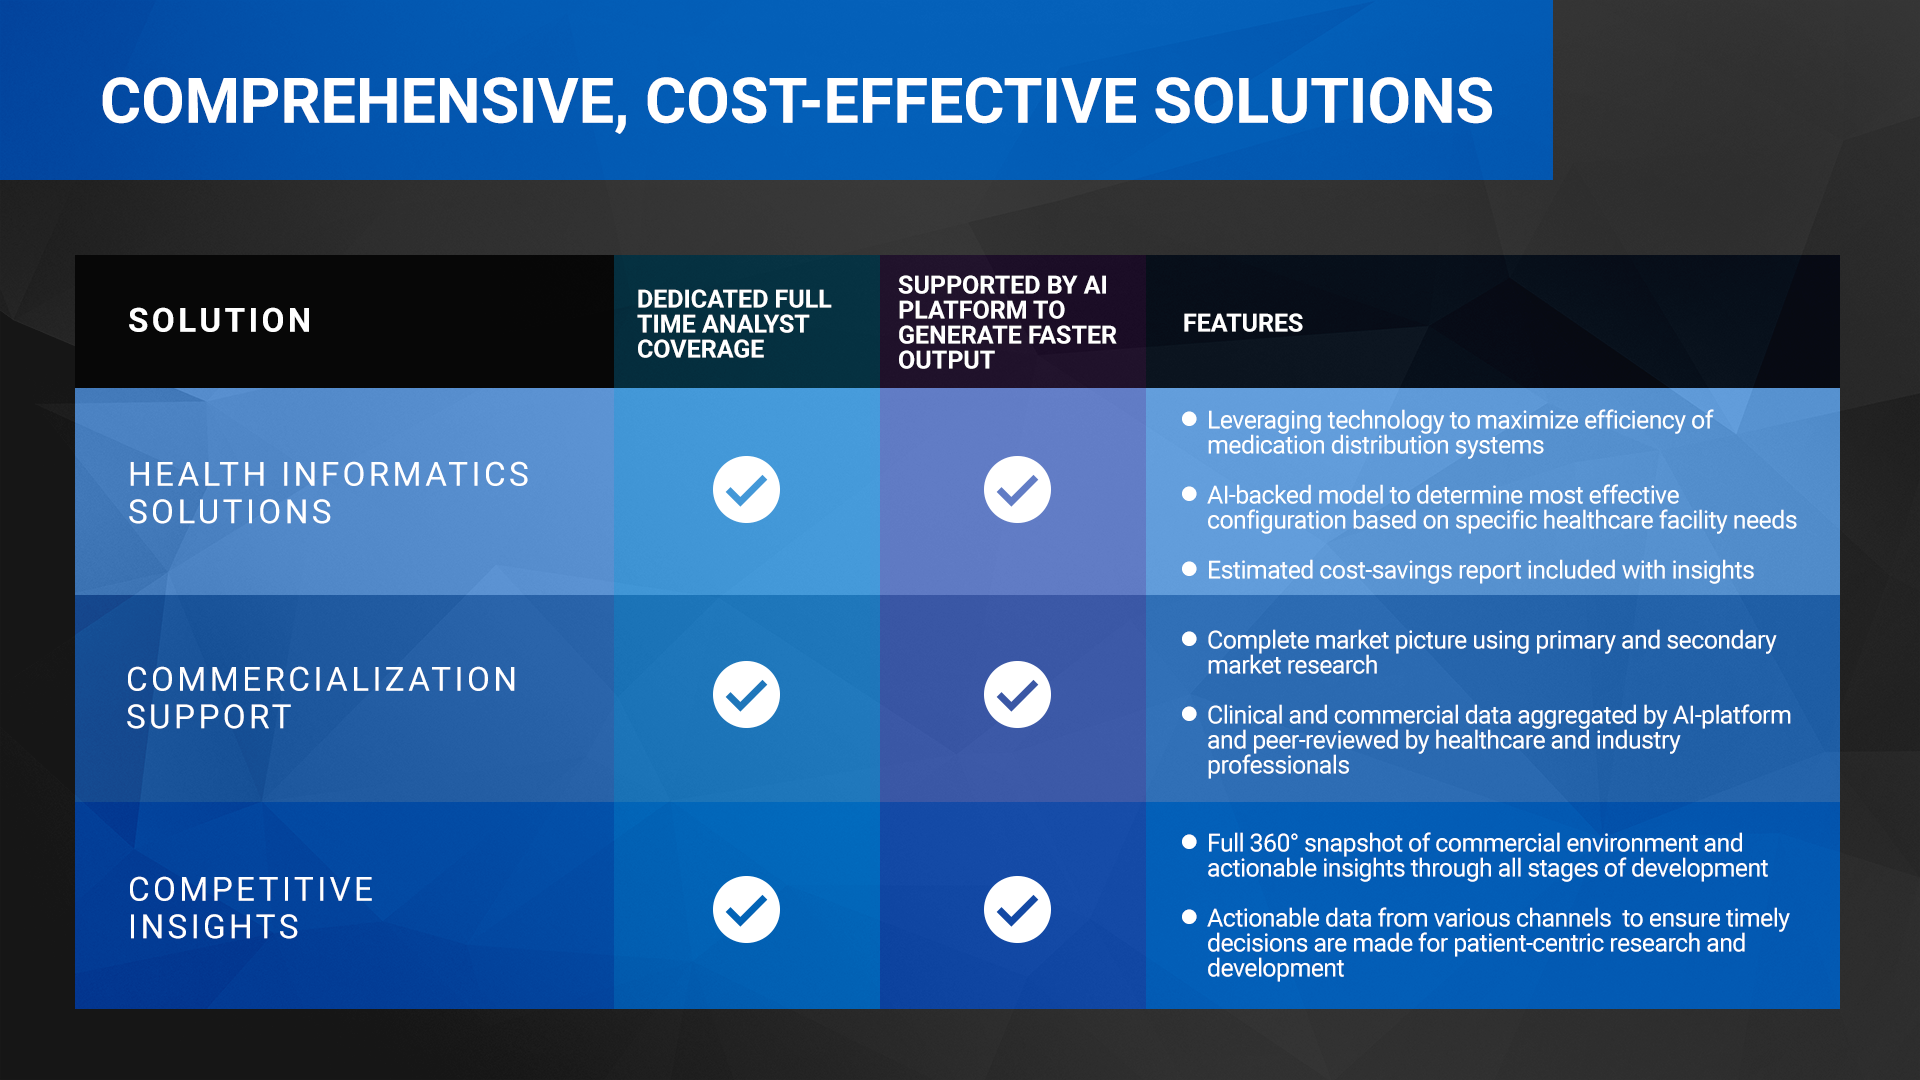 COMPREHENSIVE, COST-EFFECTIVE SOLUTIONS
SOLUTION
DEDICATED FULL
TIME ANALYST
COVERAGE
SUPPORTED BY AI
PLATFORM TO
GENERATE FASTER
OUTPUT
FEATURES
HEALTH INFORMATICS
SOLUTIONS
Leveraging technology to maximize efficiency of
medication distribution systems
AI-backed model to determine most effective
configuration based on specific healthcare facility needs
Estimated cost-savings report included with insights
COMMERCIALIZATION
SUPPORT
Complete market picture using primary and secondary
market research
Clinical and commercial data aggregated by AI-platform
and peer-reviewed by healthcare and industry
professionals
COMPETITIVE
INSIGHTS
Full 360° snapshot of commercial environment and
actionable insights through all stages of development
Actionable data from various channels  to ensure timely
decisions are made for patient-centric research and
development